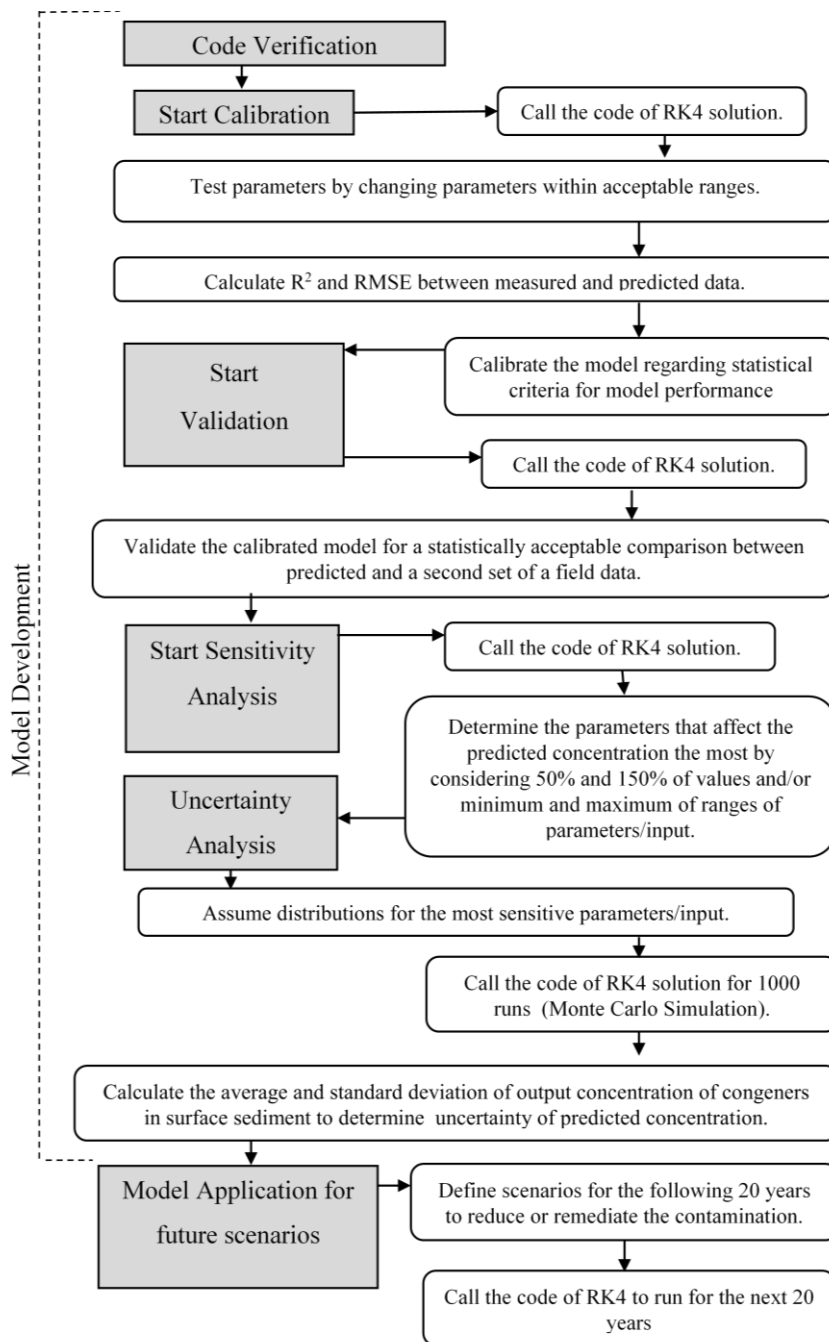 Code Verification
Start Calibration
Call the code of RK4 solution.
Test parameters by changing parameters within acceptable ranges.
Calculate R² and RMSE between measured and predicted data.
Start
Validation
Calibrate the model regarding statistical
criteria for model performance
Call the code of RK4 solution.
Validate the calibrated model for a statistically acceptable comparison between
predicted and a second set of a field data.
Start Sensitivity
Analysis
Call the code of RK4 solution.
Determine the parameters that affect the
predicted concentration the most by
considering 50% and 150% of values and/or
minimum and maximum of ranges of
parameters/input.
Uncertainty
Analysis
Assume distributions for the most sensitive parameters/input.
Call the code of RK4 solution for 1000
runs (Monte Carlo Simulation).
Calculate the average and standard deviation of output concentration of congeners
in surface sediment to determine uncertainty of predicted concentration.
Model Development
Model Application for
future scenarios
Define scenarios for the following 20 years
to reduce or remediate the contamination.
Call the code of RK4 to run for the next 20
years